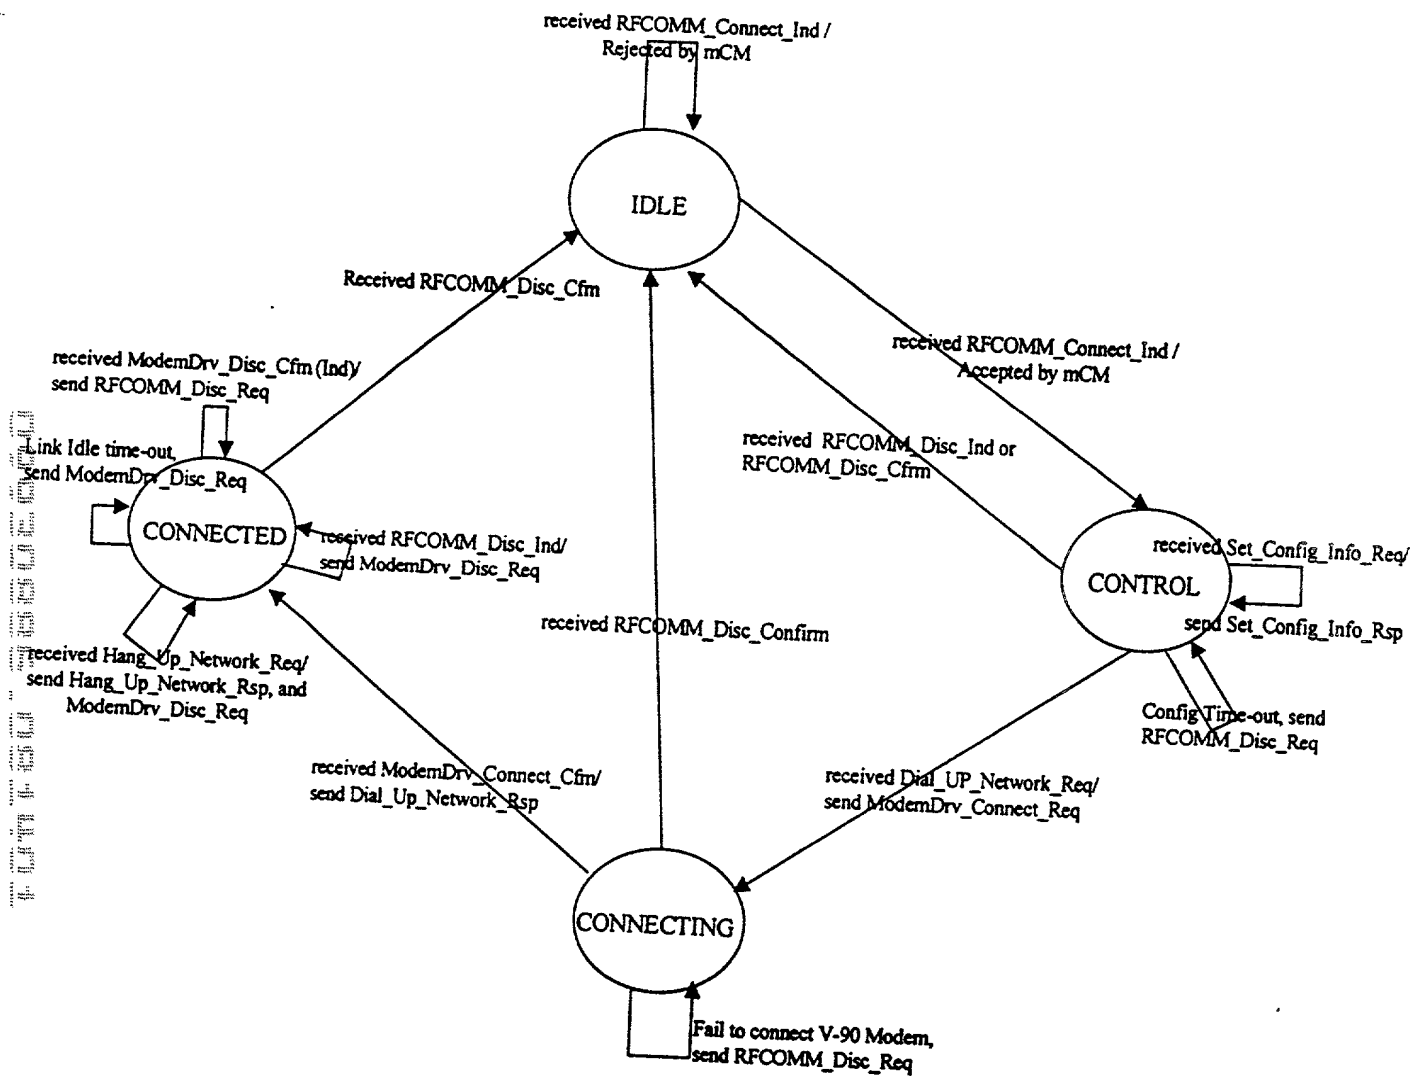 received RFCOMM_Connect_Ind /
Rejected by mCM
IDLE
Received RFCOMM_Disc_Cfm
received RFCOMM_Connect_Ind /
Accepted by mCM
received ModemDrv_Disc_Cfm (Ind)/
send RFCOMM_Disc_Req
Link Idle time-out,
send ModemDrv_Disc_Req
received RFCOMM_Disc_Ind or
RFCOMM_Disc_Cfrm
CONNECTED
received RFCOMM_Disc_Ind/
send ModemDrv_Disc_Req
received Set_Config_Info_Req/
CONTROL
send Set_Config_Info_Rsp
received RFCOMM_Disc_Confirm
received Hang_Up_Network_Req/
send Hang_Up_Network_Rsp, and
ModemDrv_Disc_Req
Config Time-out, send
RFCOMM_Disc_Req
received ModemDrv_Connect_Cfm/
send Dial_Up_Network_Rsp
received Dial_UP_Network_Req/
send ModemDrv_Connect_Req
CONNECTING
Fail to connect V-90 Modem,
send RFCOMM_Disc_Req